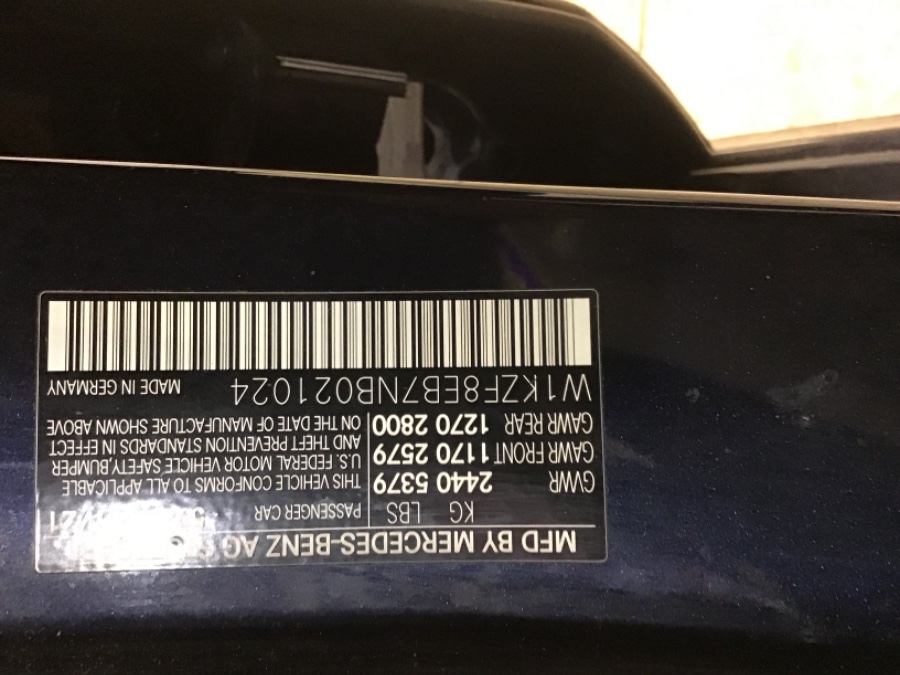 MFD BY MERCEDES-BENZ AG
KG LBS
GVWR 2440 5379
GAWR FRONT 1170 2579
GAWR REAR 1270 2800
PASSENGER CAR
THIS VEHICLE CONFORMS TO ALL APPLICABLE
U.S. FEDERAL MOTOR VEHICLE SAFETY,BUMPER
AND THEFT PREVENTION STANDARDS IN EFFECT
ON THE DATE OF MANUFACTURE SHOWN ABOVE
W1KZF8EB7NB021024 MADE IN GERMANY